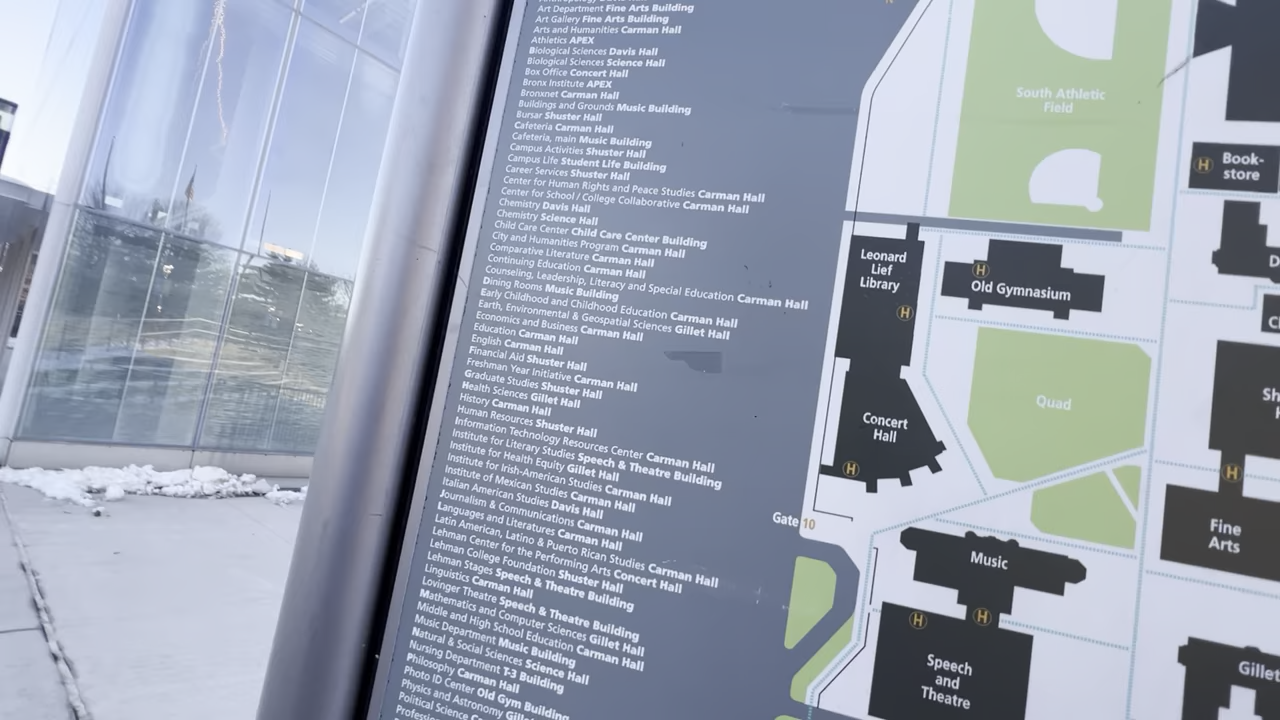 Art Department Fine Arts Building
Art Gallery Fine Arts Building
Arts and Humanities Carman Hall
Athletics APEX
Biological Sciences Davis Hall
Biological Sciences Science Hall
Box Office Concert Hall
Bronx Institute APEX
Bronxnet Carman Hall
Buildings and Grounds Music Building
Bursar Shuster Hall
Cafeteria Carman Hall
Cafeteria, main Music Building
Campus Activities Shuster Hall
Campus Life Student Life Building
Career Services Shuster Hall
Center for Human Rights and Peace Studies Carman Hall
Center for School / College Collaborative Carman Hall
Chemistry Davis Hall
Chemistry Science Hall
Child Care Center Child Care Center Building
City and Humanities Program Carman Hall
Comparative Literature Carman Hall
Continuing Education Carman Hall
Counseling, Leadership, Literacy and Special Education Carman Hall
Dining Rooms Music Building
Early Childhood and Childhood Education Carman Hall
Earth, Environmental & Geospatial Sciences Gillet Hall
Economics and Business Carman Hall
Education Carman Hall
English Carman Hall
Financial Aid Shuster Hall
Freshman Year Initiative Carman Hall
Graduate Studies Shuster Hall
Health Sciences Gillet Hall
History Carman Hall
Human Resources Shuster Hall
Information Technology Resources Center Carman Hall
Institute for Literary Studies Speech & Theatre Building
Institute for Health Equity Gillet Hall
Institute for Irish-American Studies Carman Hall
Institute of Mexican Studies Carman Hall
Italian American Studies Davis Hall
Journalism & Communications Carman Hall
Languages and Literatures Carman Hall
Latin American, Latino & Puerto Rican Studies Carman Hall
Lehman Center for the Performing Arts Concert Hall
Lehman College Foundation Shuster Hall
Lehman Stages Speech & Theatre Building
Linguistics Carman Hall
Lovinger Theatre Speech & Theatre Building
Mathematics and Computer Sciences Gillet Hall
Middle and High School Education Carman Hall
Music Department Music Building
Natural & Social Sciences Science Hall
Nursing Department T-3 Building
Philosophy Carman Hall
Photo ID Center Old Gym Building
Physics and Astronomy Gillet
Political Science
South Athletic
Field
H
Book-
store
Leonard
Lief
Library
H
H
Old Gymnasium
Quad
Concert
Hall
H
Gate 10
H
Fine
Arts
Music
H
H
Speech
and
Theatre
Gillet